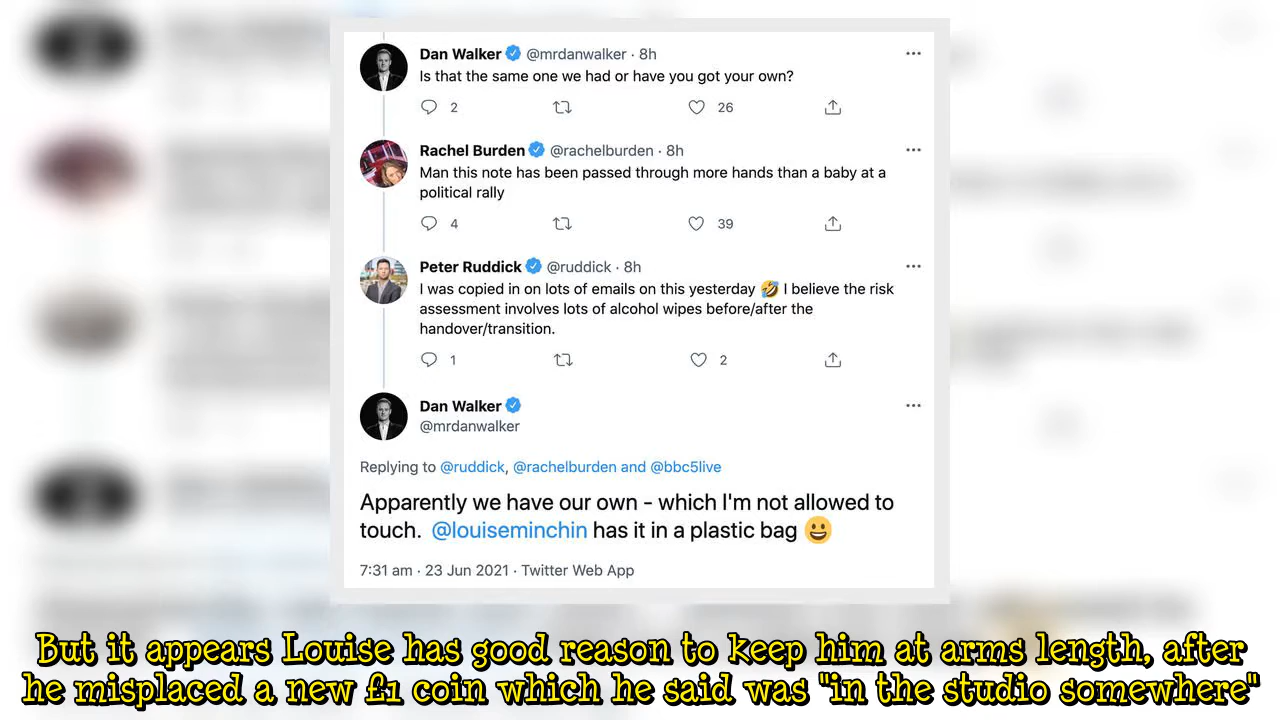 Dan Walker @mrdanwalker · 8h
Is that the same one we had or have you got your own?
2 26
Rachel Burden @rachelburden · 8h
Man this note has been passed through more hands than a baby at a
political rally
4 39
Peter Ruddick @ruddick · 8h
I was copied in on lots of emails on this yesterday 🤣 I believe the risk
assessment involves lots of alcohol wipes before/after the
handover/transition.
1 2
Dan Walker
@mrdanwalker
Replying to @ruddick, @rachelburden and @bbc5live
Apparently we have our own - which I'm not allowed to
touch. @louiseminchin has it in a plastic bag 😀
7:31 am · 23 Jun 2021 · Twitter Web App
But it appears Louise has good reason to keep him at arms length, after
he misplaced a new £1 coin which he said was "in the studio somewhere"